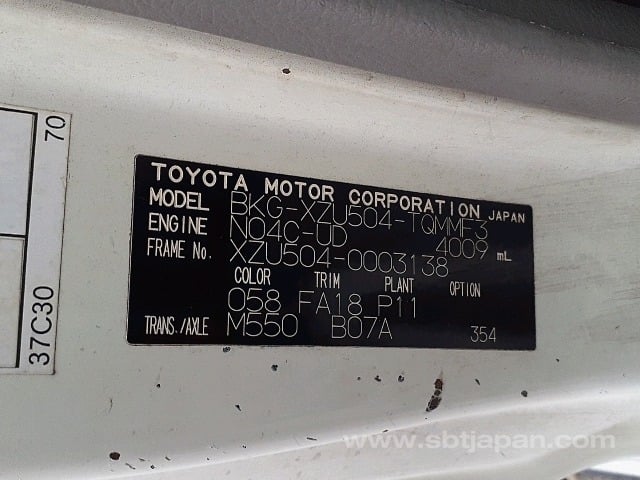 TOYOTA MOTOR CORPORATION JAPAN
MODEL BKG-XZU504-TQMMF3
ENGINE N04C-UD 4009 mL
FRAME No. XZU504-0003138
COLOR TRIM PLANT OPTION
058 FA18 P11
TRANS./AXLE M550 B07A 354
37C30 70
www.sbtjapan.com